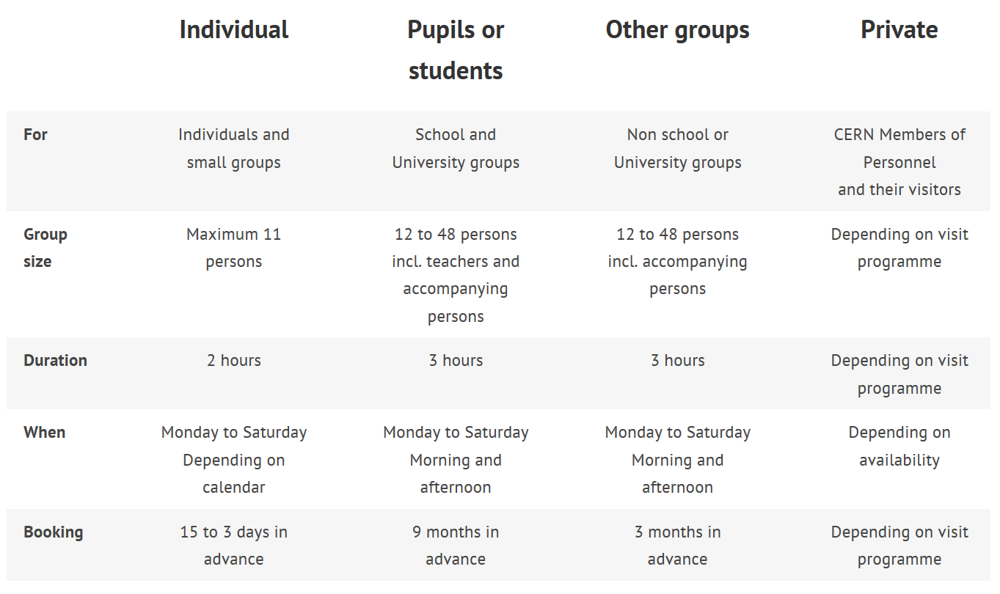 Individual
Pupils or
students
Other groups
Private
For
Individuals and
small groups
School and
University groups
Non school or
University groups
CERN Members of
Personnel
and their visitors
Group
size
Maximum 11
persons
12 to 48 persons
incl. teachers and
accompanying
persons
12 to 48 persons
incl. accompanying
persons
Depending on visit
programme
Duration
2 hours
3 hours
3 hours
Depending on visit
programme
When
Monday to Saturday
Depending on
calendar
Monday to Saturday
Morning and
afternoon
Monday to Saturday
Morning and
afternoon
Depending on
availability
Booking
15 to 3 days in
advance
9 months in
advance
3 months in
advance
Depending on visit
programme